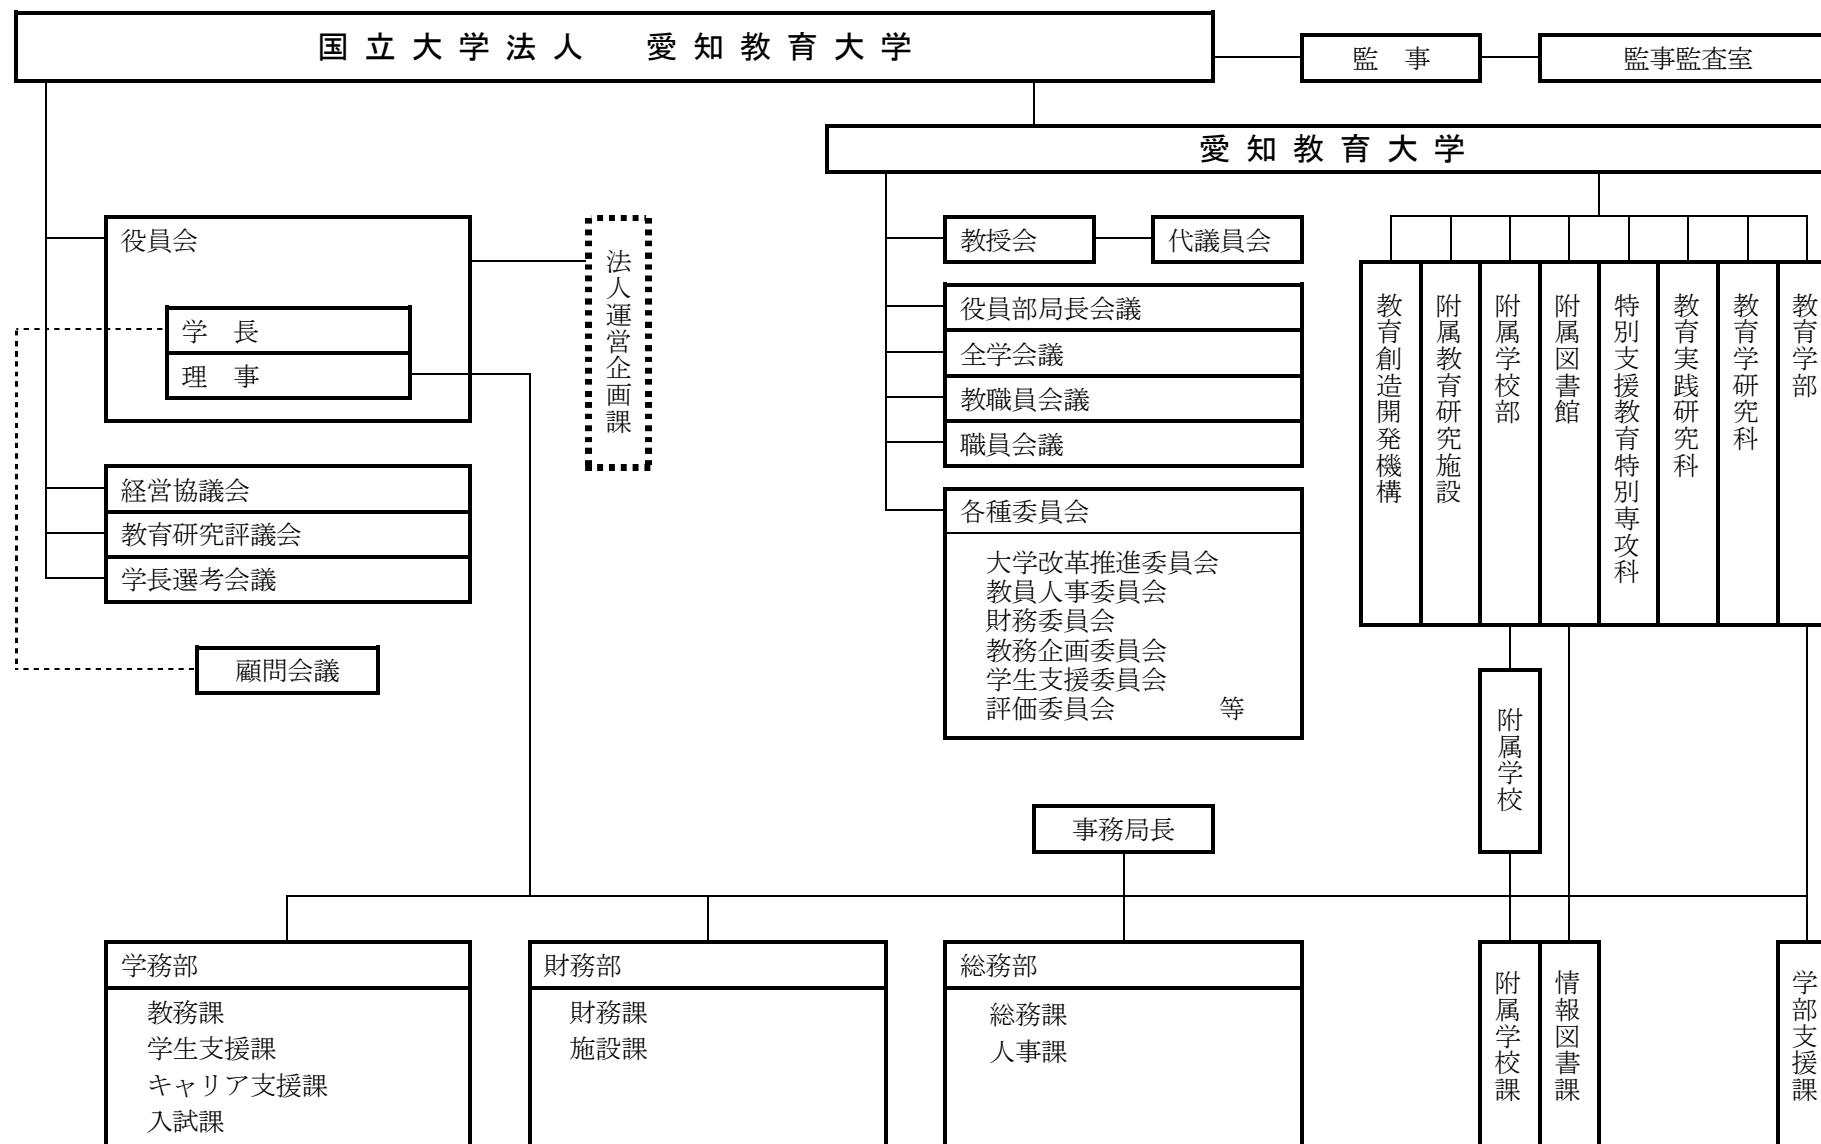 国立大学法人　愛知教育大学
監　事
監事監査室
愛知教育大学
役員会
学　長
理　事
法人運営企画課
経営協議会
教育研究評議会
学長選考会議
顧問会議
教授会
代議員会
役員部局長会議
全学会議
教職員会議
職員会議
各種委員会
大学改革推進委員会
教員人事委員会
財務委員会
教務企画委員会
学生支援委員会
評価委員会　　　　等
教育創造開発機構
附属教育研究施設
附属学校部
附属図書館
特別支援教育特別専攻科
教育実践研究科
教育学研究科
教育学部
附属学校
事務局長
学務部
教務課
学生支援課
キャリア支援課
入試課
財務部
財務課
施設課
総務部
総務課
人事課
附属学校課
情報図書課
学部支援課